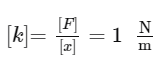 [k]= [F]/[x] = 1 N/m